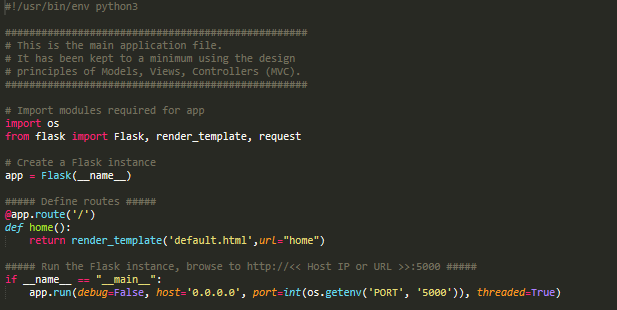 #!/usr/bin/env python3
##################################################
# This is the main application file.
# It has been kept to a minimum using the design
# principles of Models, Views, Controllers (MVC).
##################################################
# Import modules required for app
import os
from flask import Flask, render_template, request
# Create a Flask instance
app = Flask(__name__)
##### Define routes #####
@app.route('/')
def home():
    return render_template('default.html',url="home")
##### Run the Flask instance, browse to http://<< Host IP or URL >>:5000 #####
if __name__ == "__main__":
    app.run(debug=False, host='0.0.0.0', port=int(os.getenv('PORT', '5000')), threaded=True)